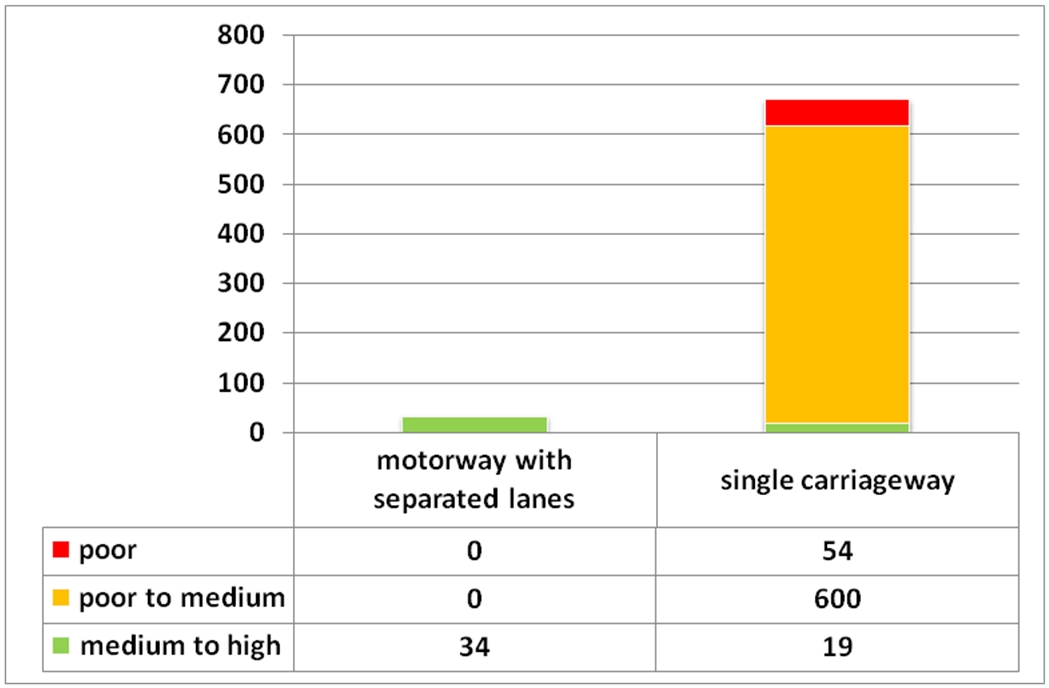 800
700
600
500
400
300
200
100
0
motorway with
separated lanes
single carriageway
poor 0 54
poor to medium 0 600
medium to high 34 19